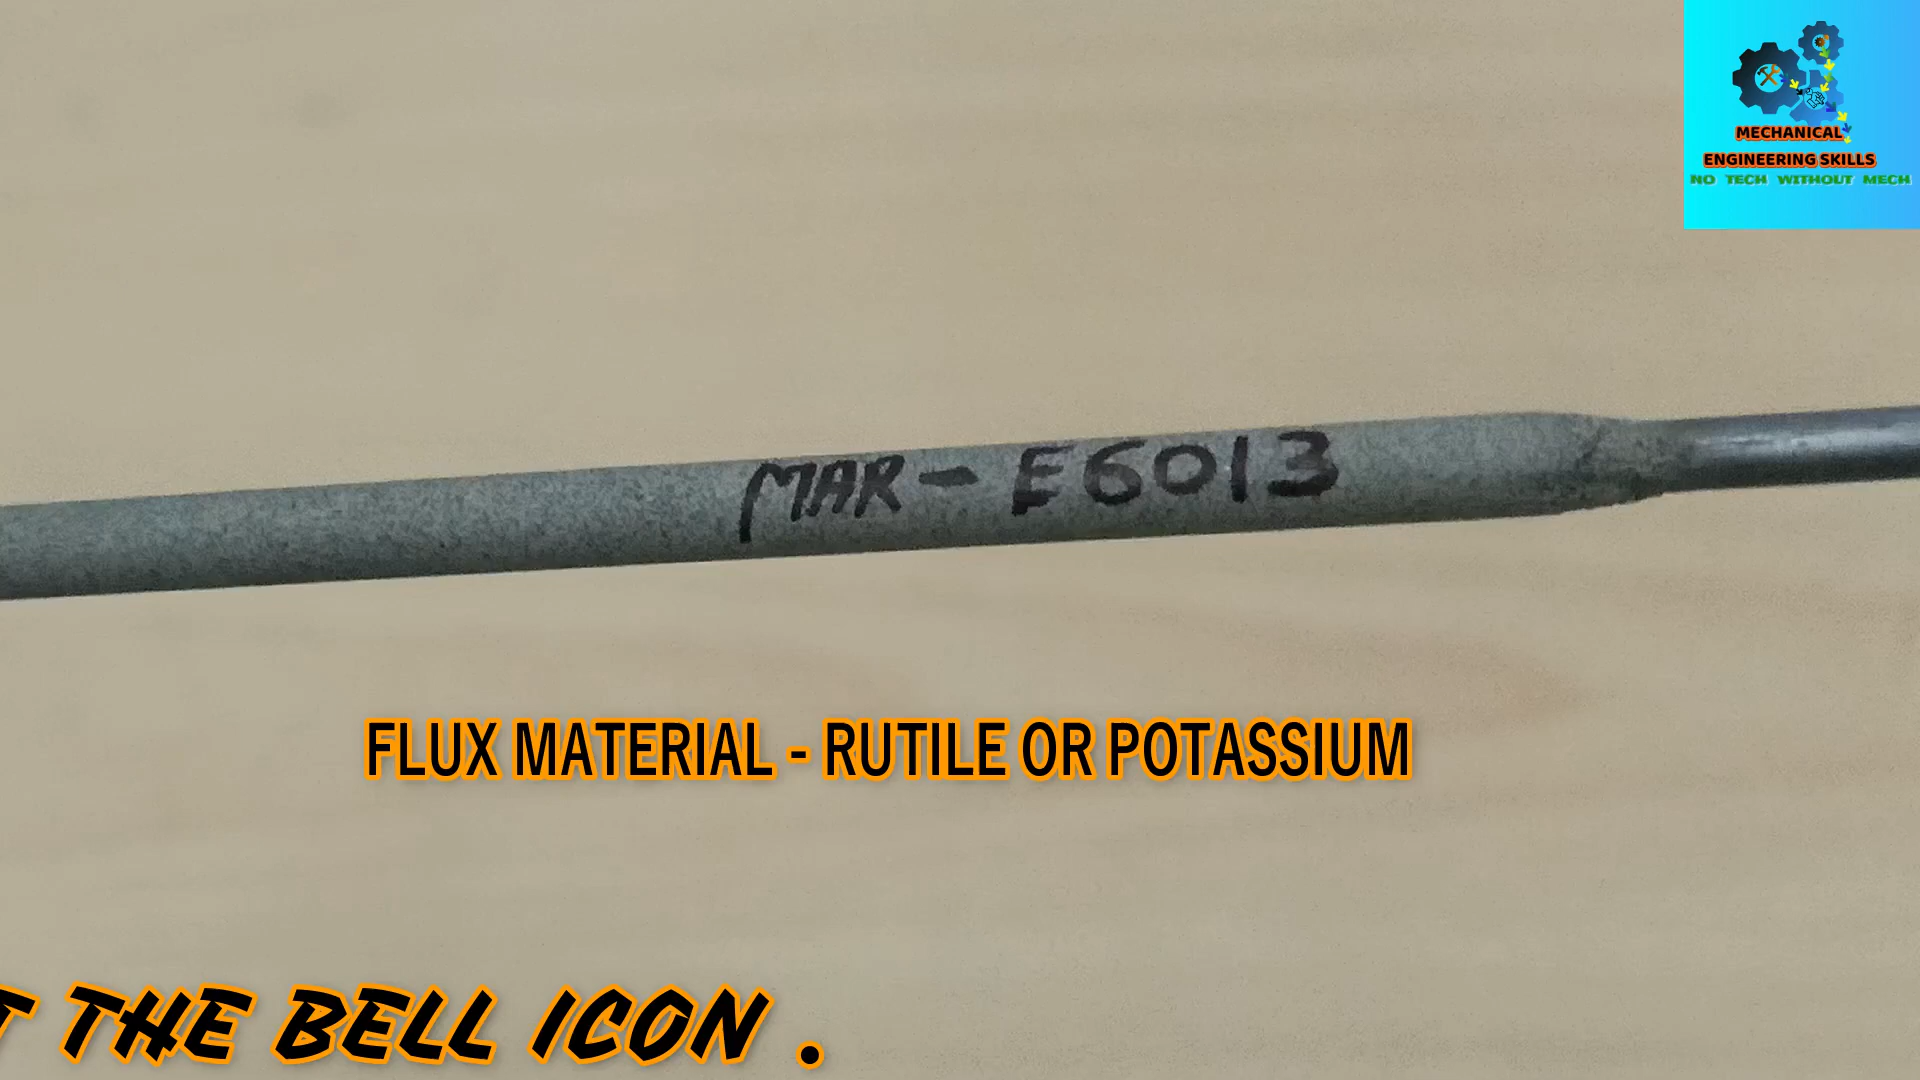 MECHANICAL
ENGINEERING SKILLS
NO TECH WITHOUT MECH
MAR - E6013
FLUX MATERIAL - RUTILE OR POTASSIUM
THE BELL ICON .